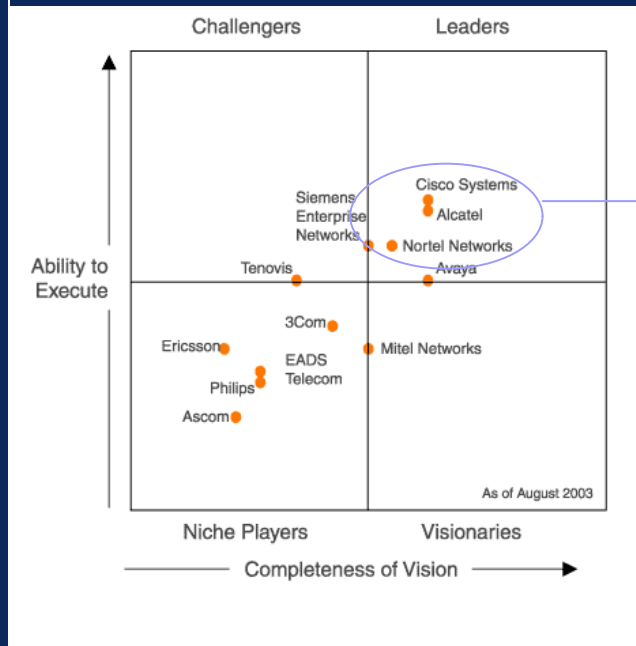 Challengers
Leaders
Cisco Systems
Siemens
Enterprise
Networks
Alcatel
Nortel Networks
Ability to
Execute
Tenovis
Avaya
3Com
Ericsson
EADS
Telecom
Mitel Networks
Philips
Ascom
As of August 2003
Niche Players
Visionaries
Completeness of Vision